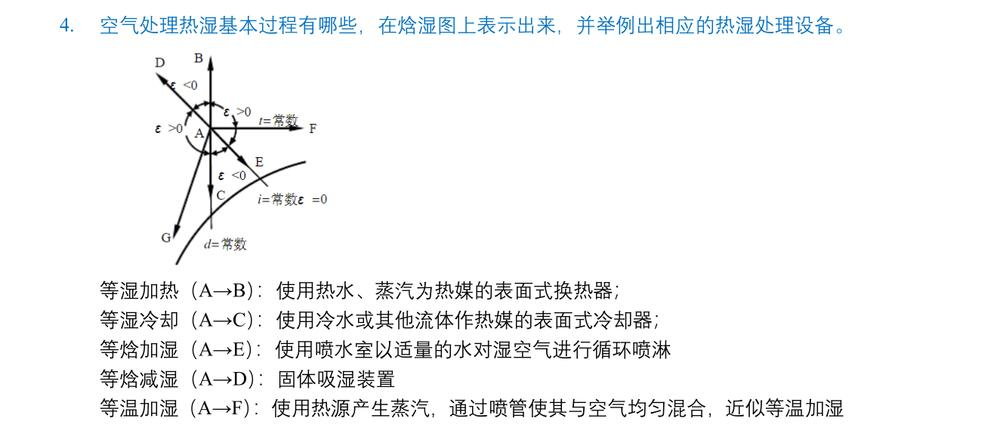 4. 空气处理热湿基本过程有哪些，在焓湿图上表示出来，并举例出相应的热湿处理设备。
D
B
ε <0
ε >0
t=常数
F
ε >0
A
E
ε <0
C
i=常数ε =0
G
d=常数
等湿加热（A→B）：使用热水、蒸汽为热媒的表面式换热器；
等湿冷却（A→C）：使用冷水或其他流体作热媒的表面式冷却器；
等焓加湿（A→E）：使用喷水室以适量的水对湿空气进行循环喷淋
等焓减湿（A→D）：固体吸湿装置
等温加湿（A→F）：使用热源产生蒸汽，通过喷管使其与空气均匀混合，近似等温加湿